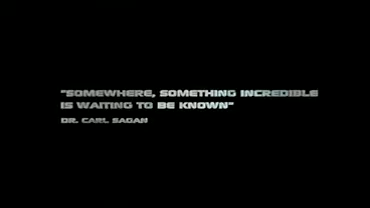 "SOMEWHERE, SOMETHING INCREDIBLE
IS WAITING TO BE KNOWN"
DR. CARL SAGAN